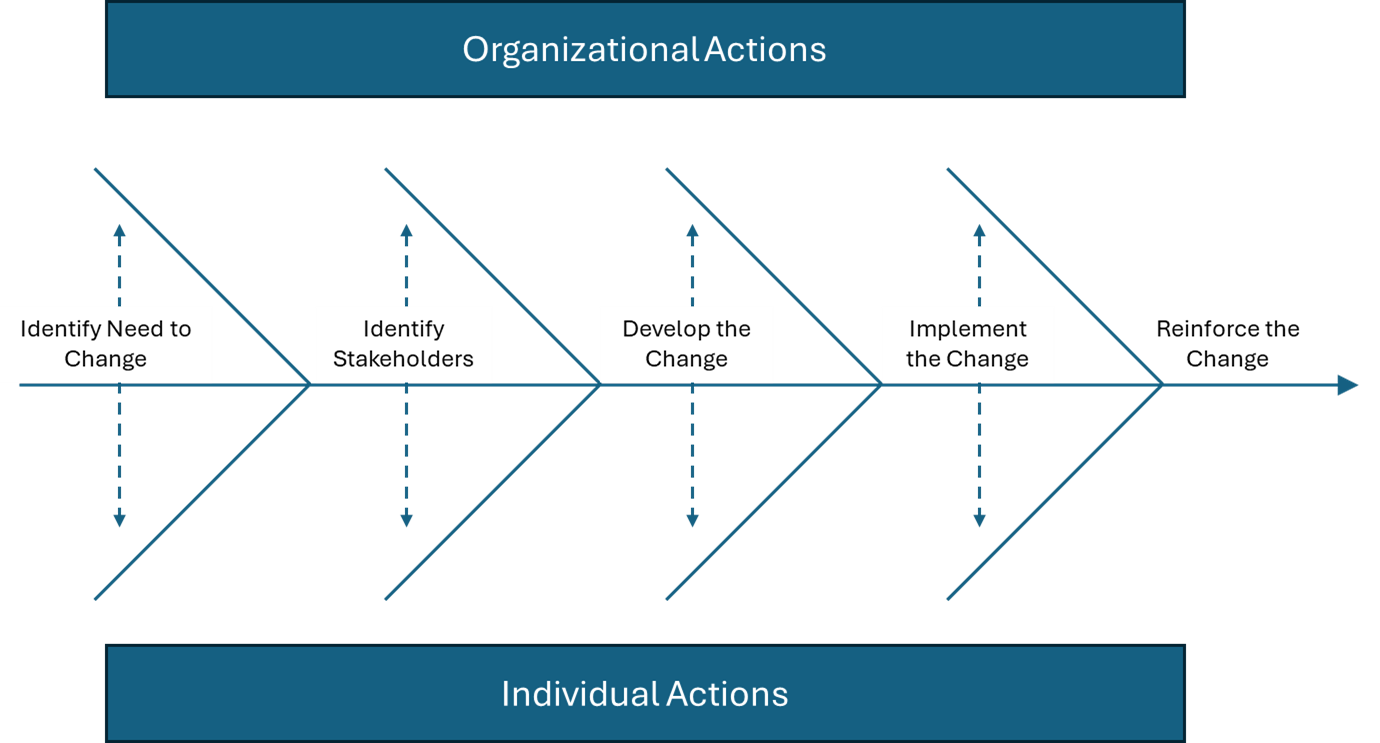 Organizational Actions
Identify Need to
Change
Identify
Stakeholders
Develop the
Change
Implement
the Change
Reinforce the
Change
Individual Actions